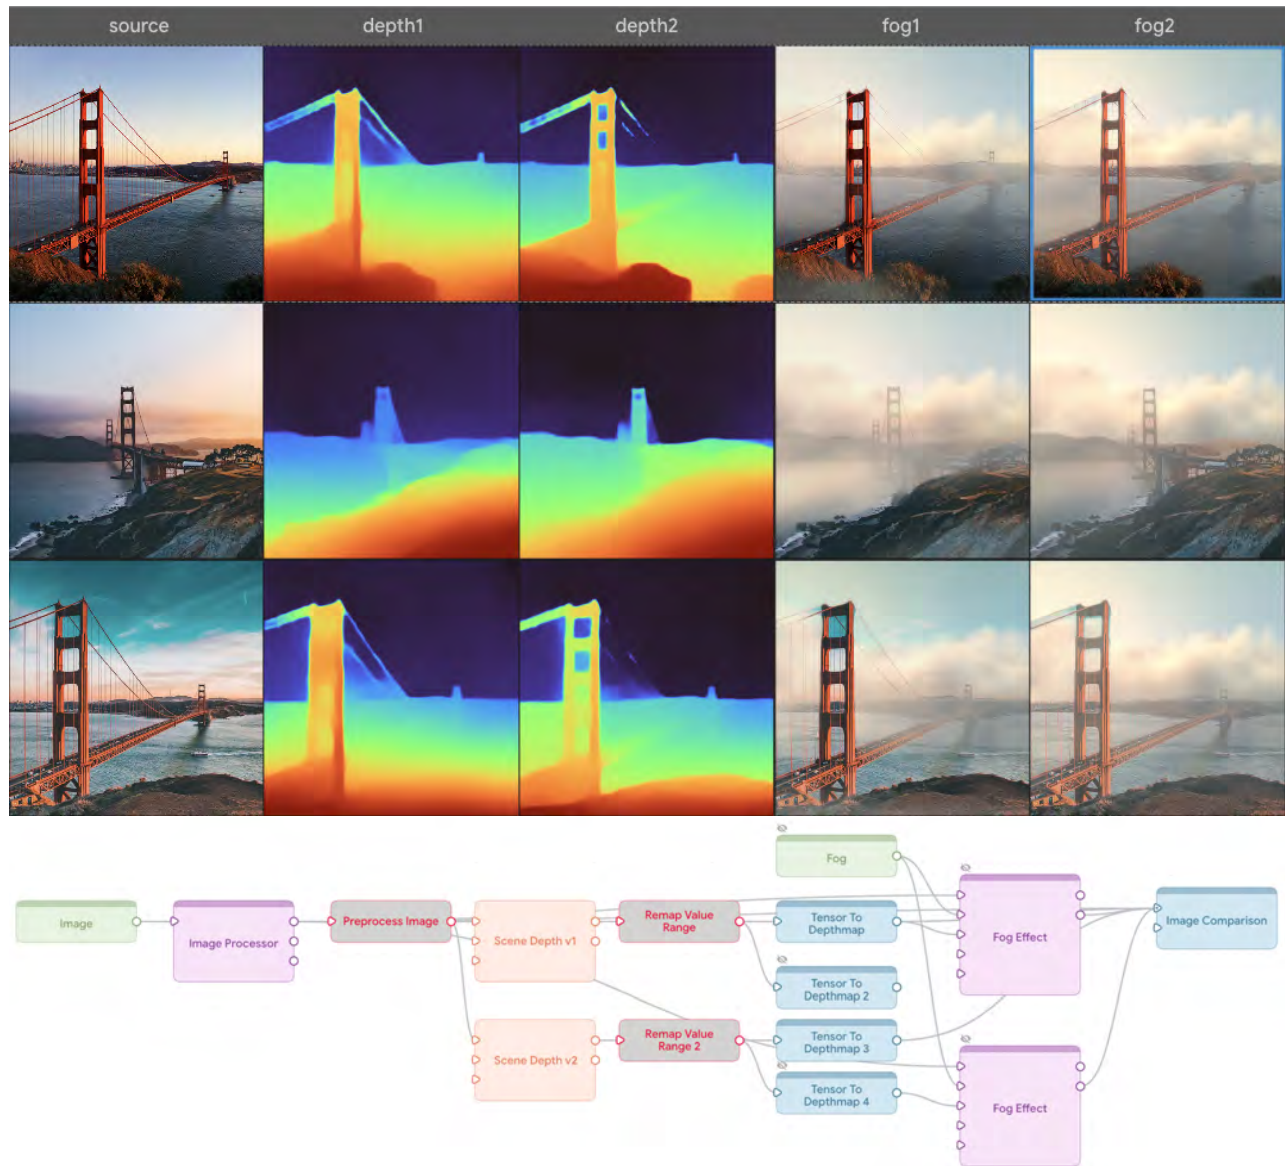 source depth1 depth2 fog1 fog2
Fog
Image
Image Processor
Preprocess Image
Scene Depth v1
Remap Value
Range
Tensor To
Depthmap
Fog Effect
Image Comparison
Tensor To
Depthmap 2
Scene Depth v2
Remap Value
Range 2
Tensor To
Depthmap 3
Tensor To
Depthmap 4
Fog Effect